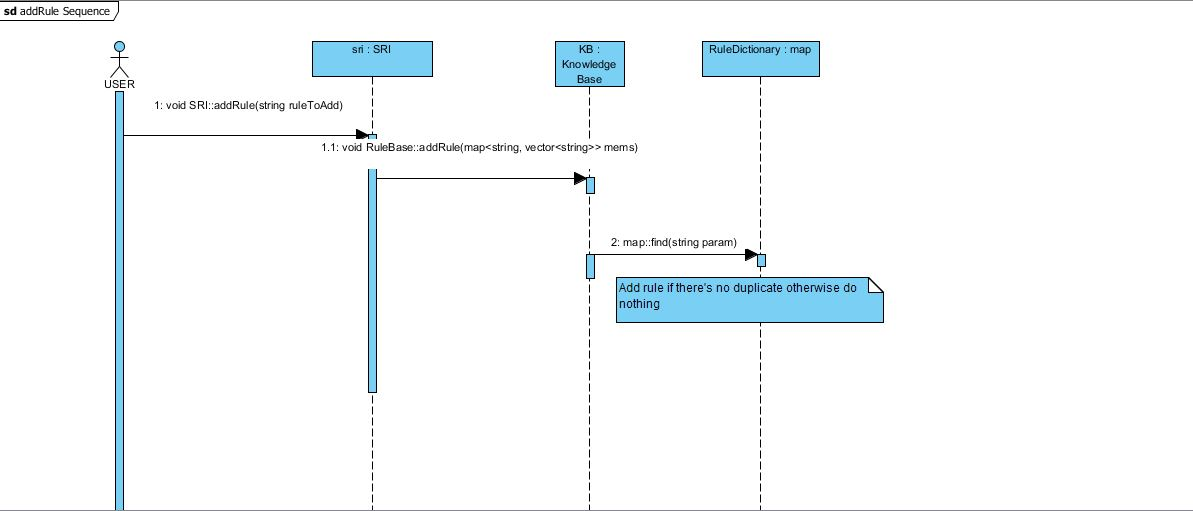 sd addRule Sequence
sri : SRI
KB :
Knowledge
Base
RuleDictionary : map
USER
1: void SRI::addRule(string ruleToAdd)
1.1: void RuleBase::addRule(map<string, vector<string>> mems)
2: map::find(string param)
Add rule if there's no duplicate otherwise do
nothing